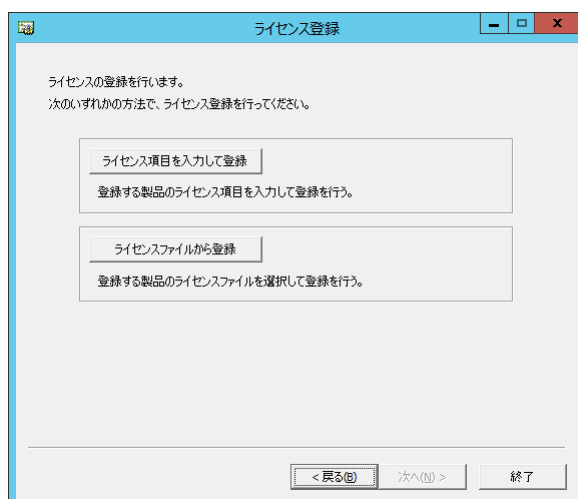 ライセンス登録
ライセンスの登録を行います。
次のいずれかの方法で、ライセンス登録を行ってください。
ライセンス項目を入力して登録
登録する製品のライセンス項目を入力して登録を行う。
ライセンスファイルから登録
登録する製品のライセンスファイルを選択して登録を行う。
< 戻る(B) 次へ(N) > 終了